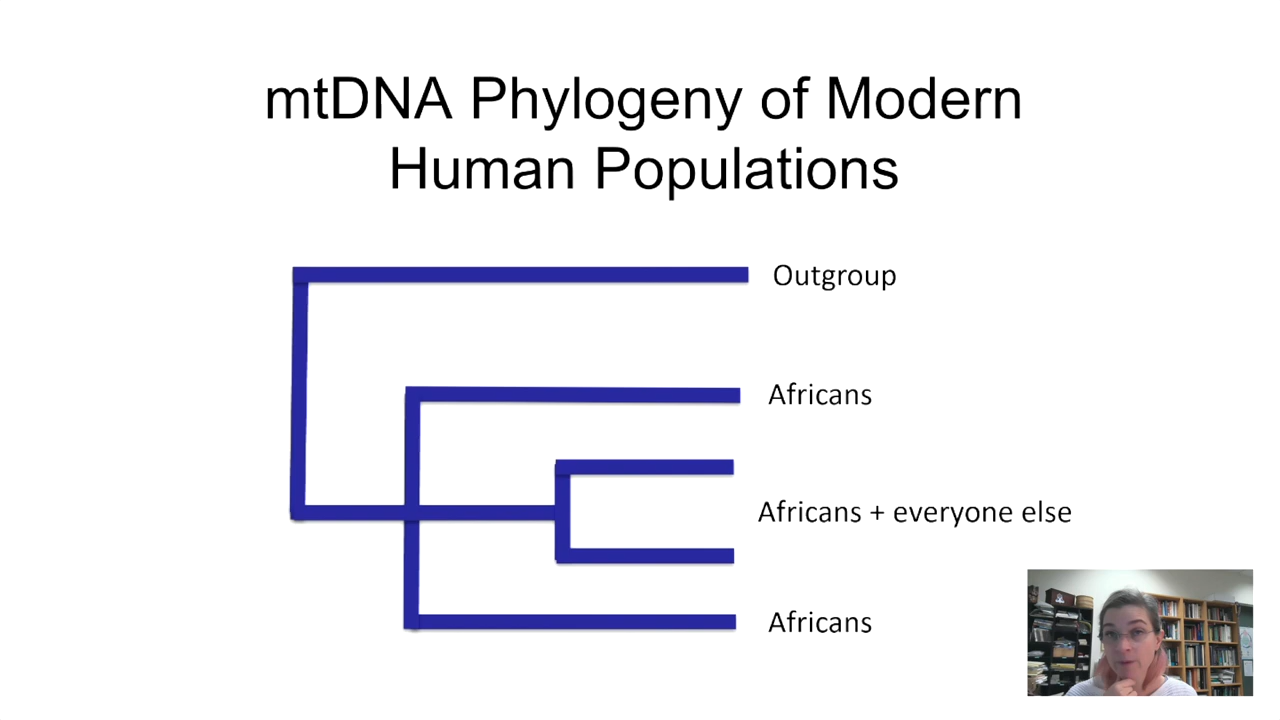 mtDNA Phylogeny of Modern
Human Populations
Outgroup
Africans
Africans + everyone else
Africans